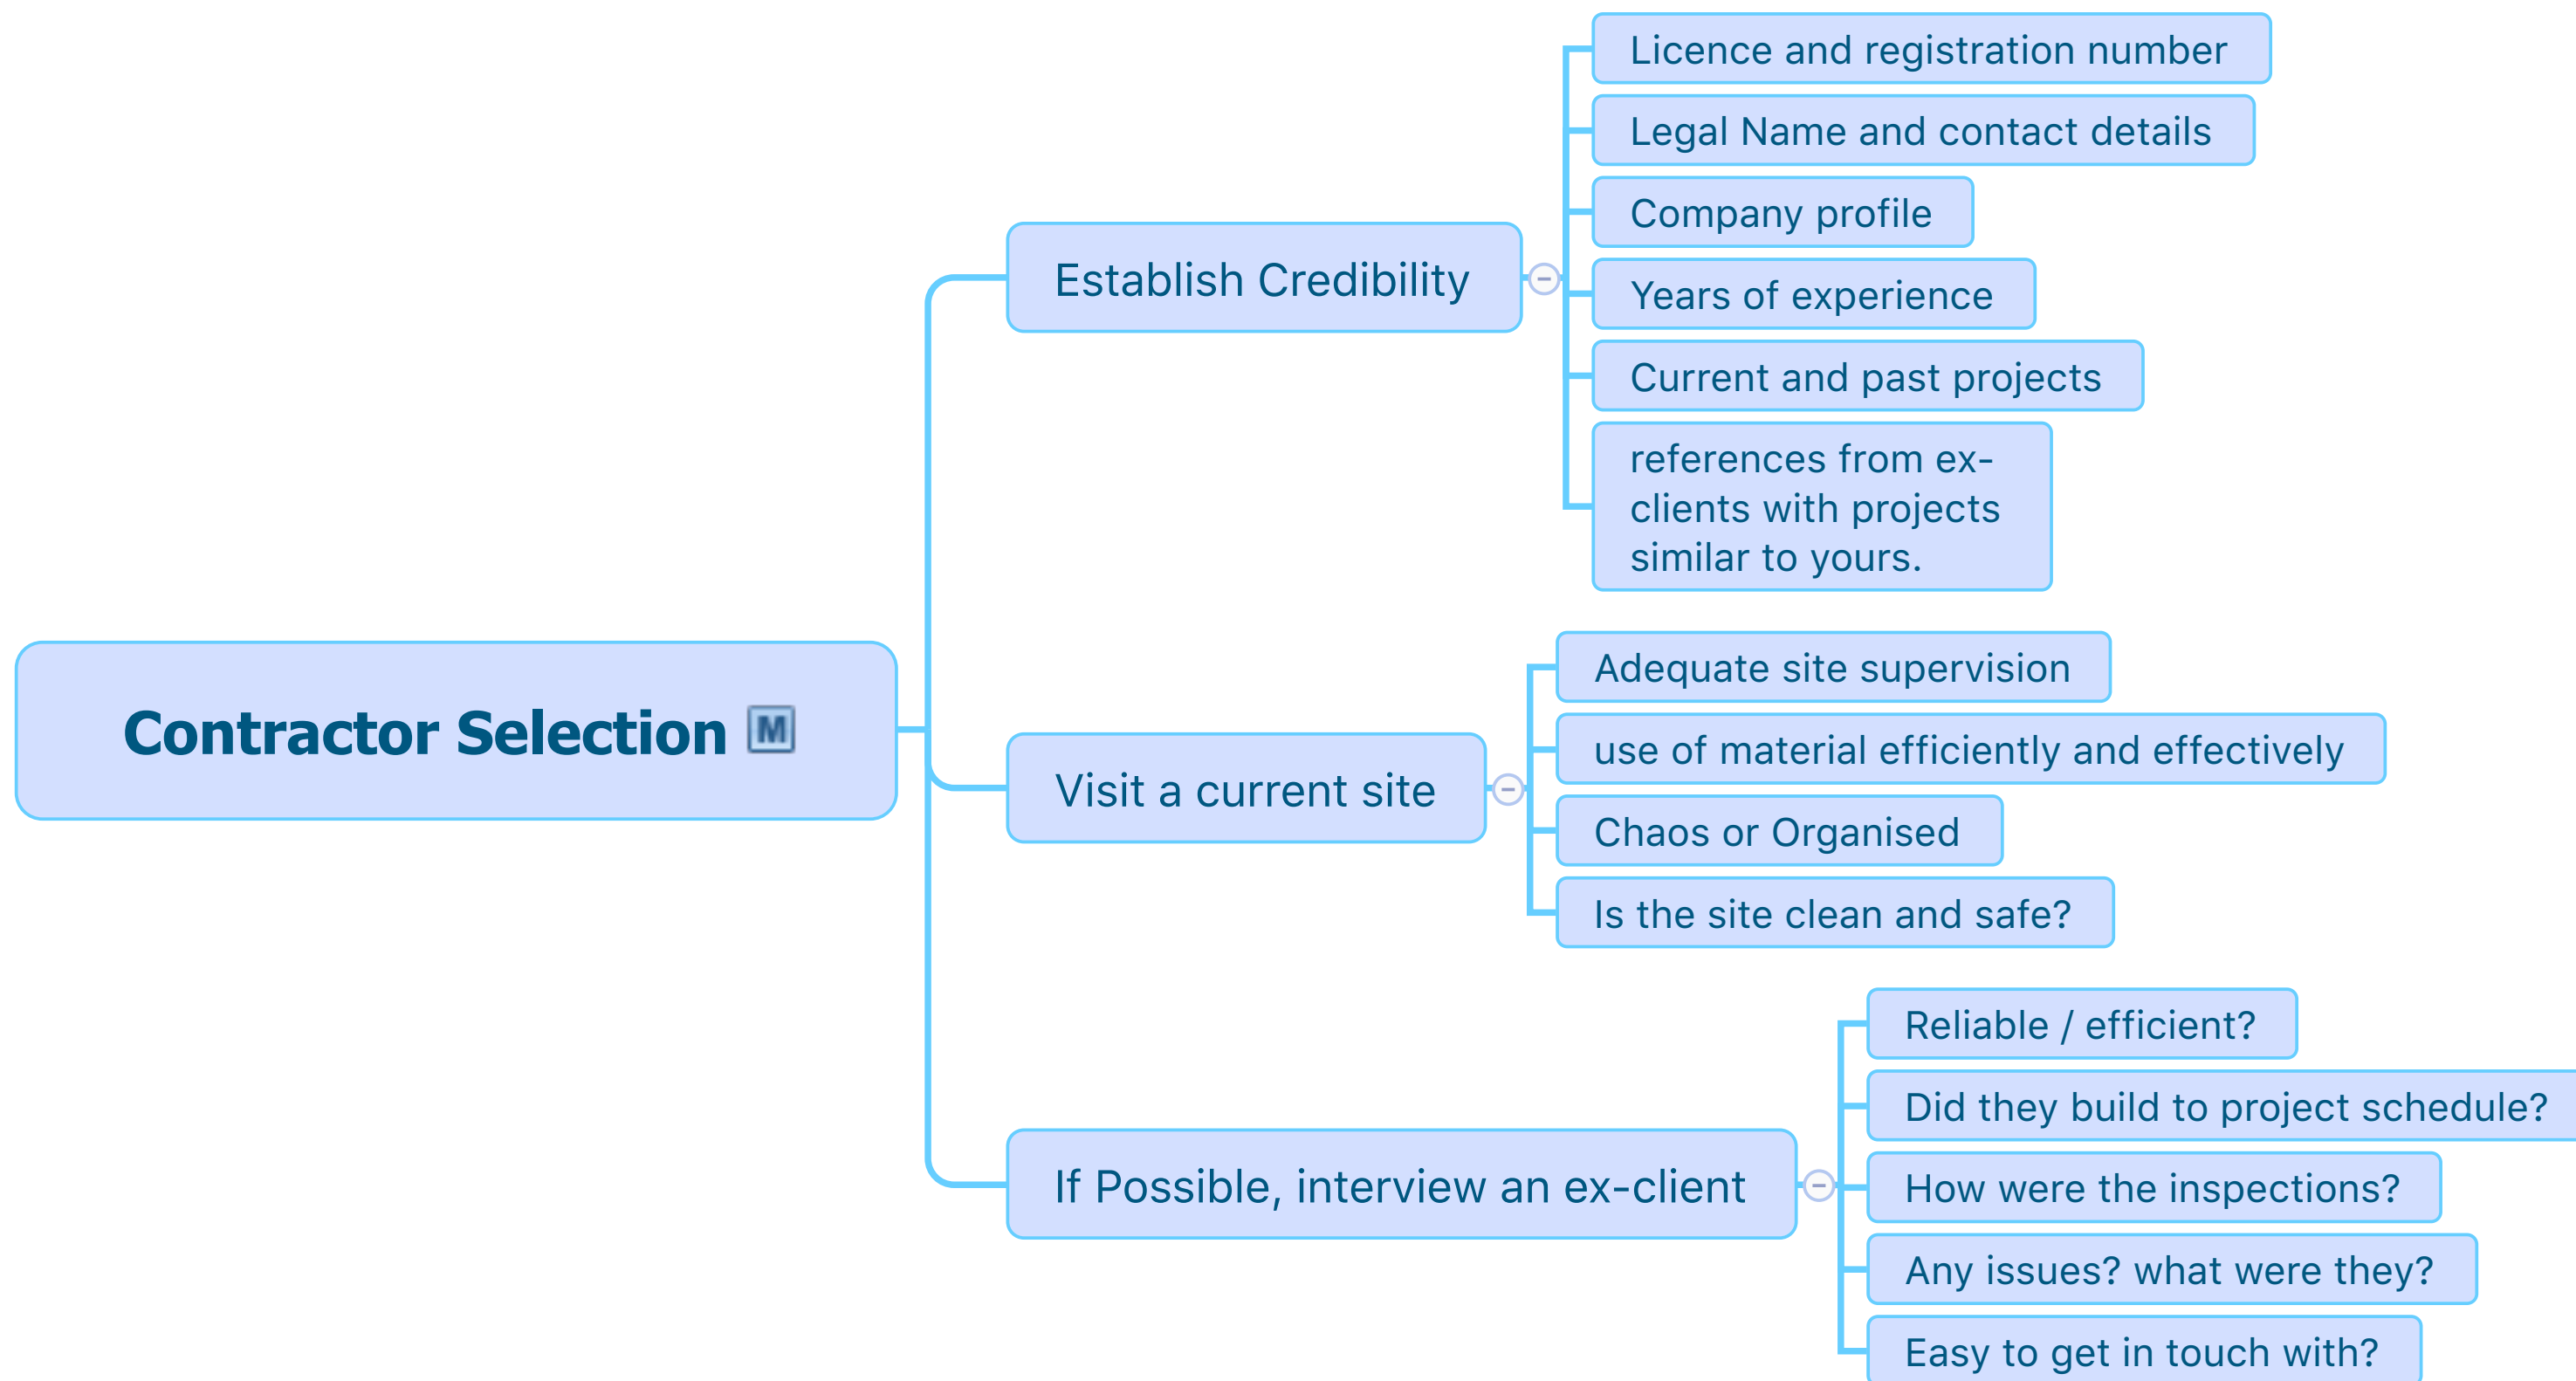 Licence and registration number
Legal Name and contact details
Company profile
Establish Credibility
Years of experience
Current and past projects
references from ex-
clients with projects
similar to yours.
Contractor Selection M
Adequate site supervision
use of material efficiently and effectively
Visit a current site
Chaos or Organised
Is the site clean and safe?
Reliable / efficient?
Did they build to project schedule?
If Possible, interview an ex-client
How were the inspections?
Any issues? what were they?
Easy to get in touch with?